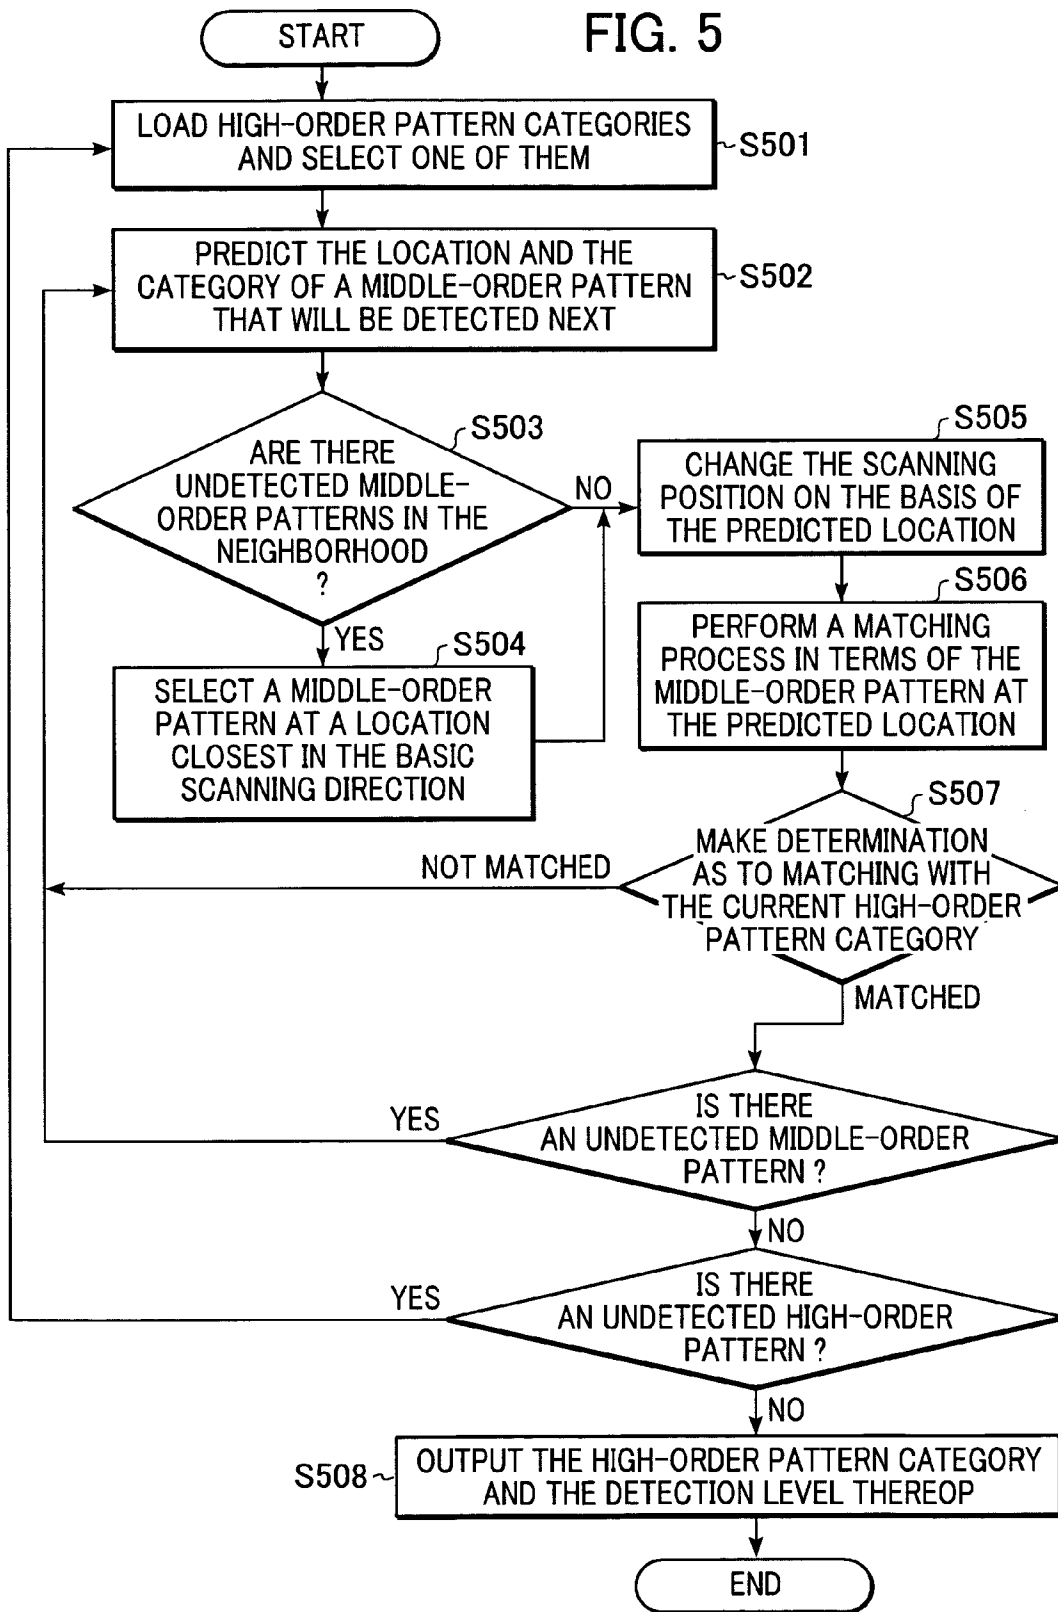 START
FIG. 5
LOAD HIGH-ORDER PATTERN CATEGORIES
AND SELECT ONE OF THEM
S501
PREDICT THE LOCATION AND THE
CATEGORY OF A MIDDLE-ORDER PATTERN
THAT WILL BE DETECTED NEXT
S502
S503
ARE THERE
UNDETECTED MIDDLE-
ORDER PATTERNS IN THE
NEIGHBORHOOD
?
NO
YES
S504
SELECT A MIDDLE-ORDER
PATTERN AT A LOCATION
CLOSEST IN THE BASIC
SCANNING DIRECTION
S505
CHANGE THE SCANNING
POSITION ON THE BASIS OF
THE PREDICTED LOCATION
S506
PERFORM A MATCHING
PROCESS IN TERMS OF THE
MIDDLE-ORDER PATTERN AT
THE PREDICTED LOCATION
S507
MAKE DETERMINATION
AS TO MATCHING WITH
THE CURRENT HIGH-ORDER
PATTERN CATEGORY
NOT MATCHED
MATCHED
IS THERE
AN UNDETECTED MIDDLE-ORDER
PATTERN ?
YES
NO
IS THERE
AN UNDETECTED HIGH-ORDER
PATTERN ?
YES
NO
S508
OUTPUT THE HIGH-ORDER PATTERN CATEGORY
AND THE DETECTION LEVEL THEREOP
END